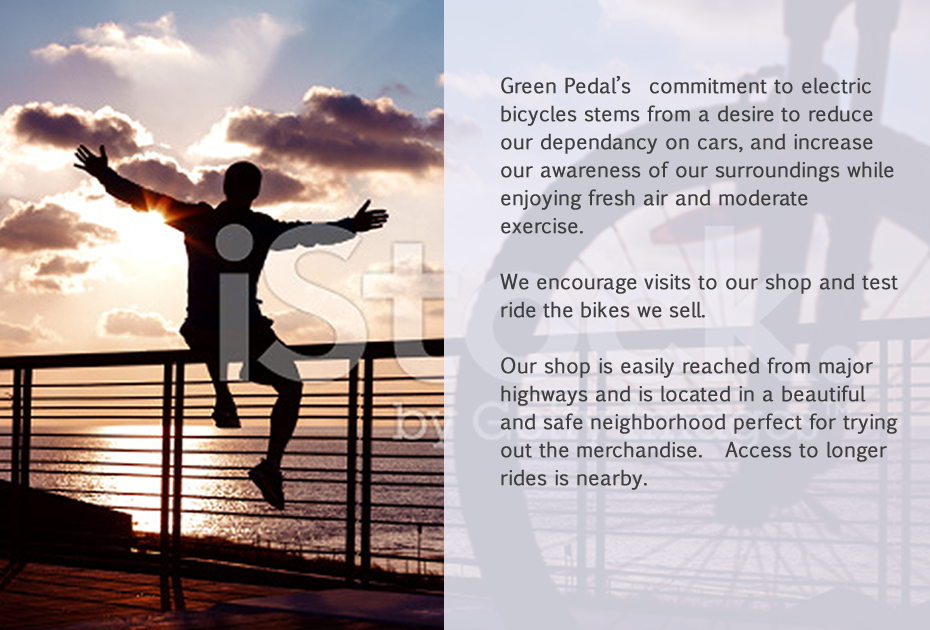 Green Pedal's commitment to electric
bicycles stems from a desire to reduce
our dependancy on cars, and increase
our awareness of our surroundings while
enjoying fresh air and moderate
exercise.
We encourage visits to our shop and test
ride the bikes we sell.
Our shop is easily reached from major
highways and is located in a beautiful
and safe neighborhood perfect for trying
out the merchandise. Access to longer
rides is nearby.
iStock
by G